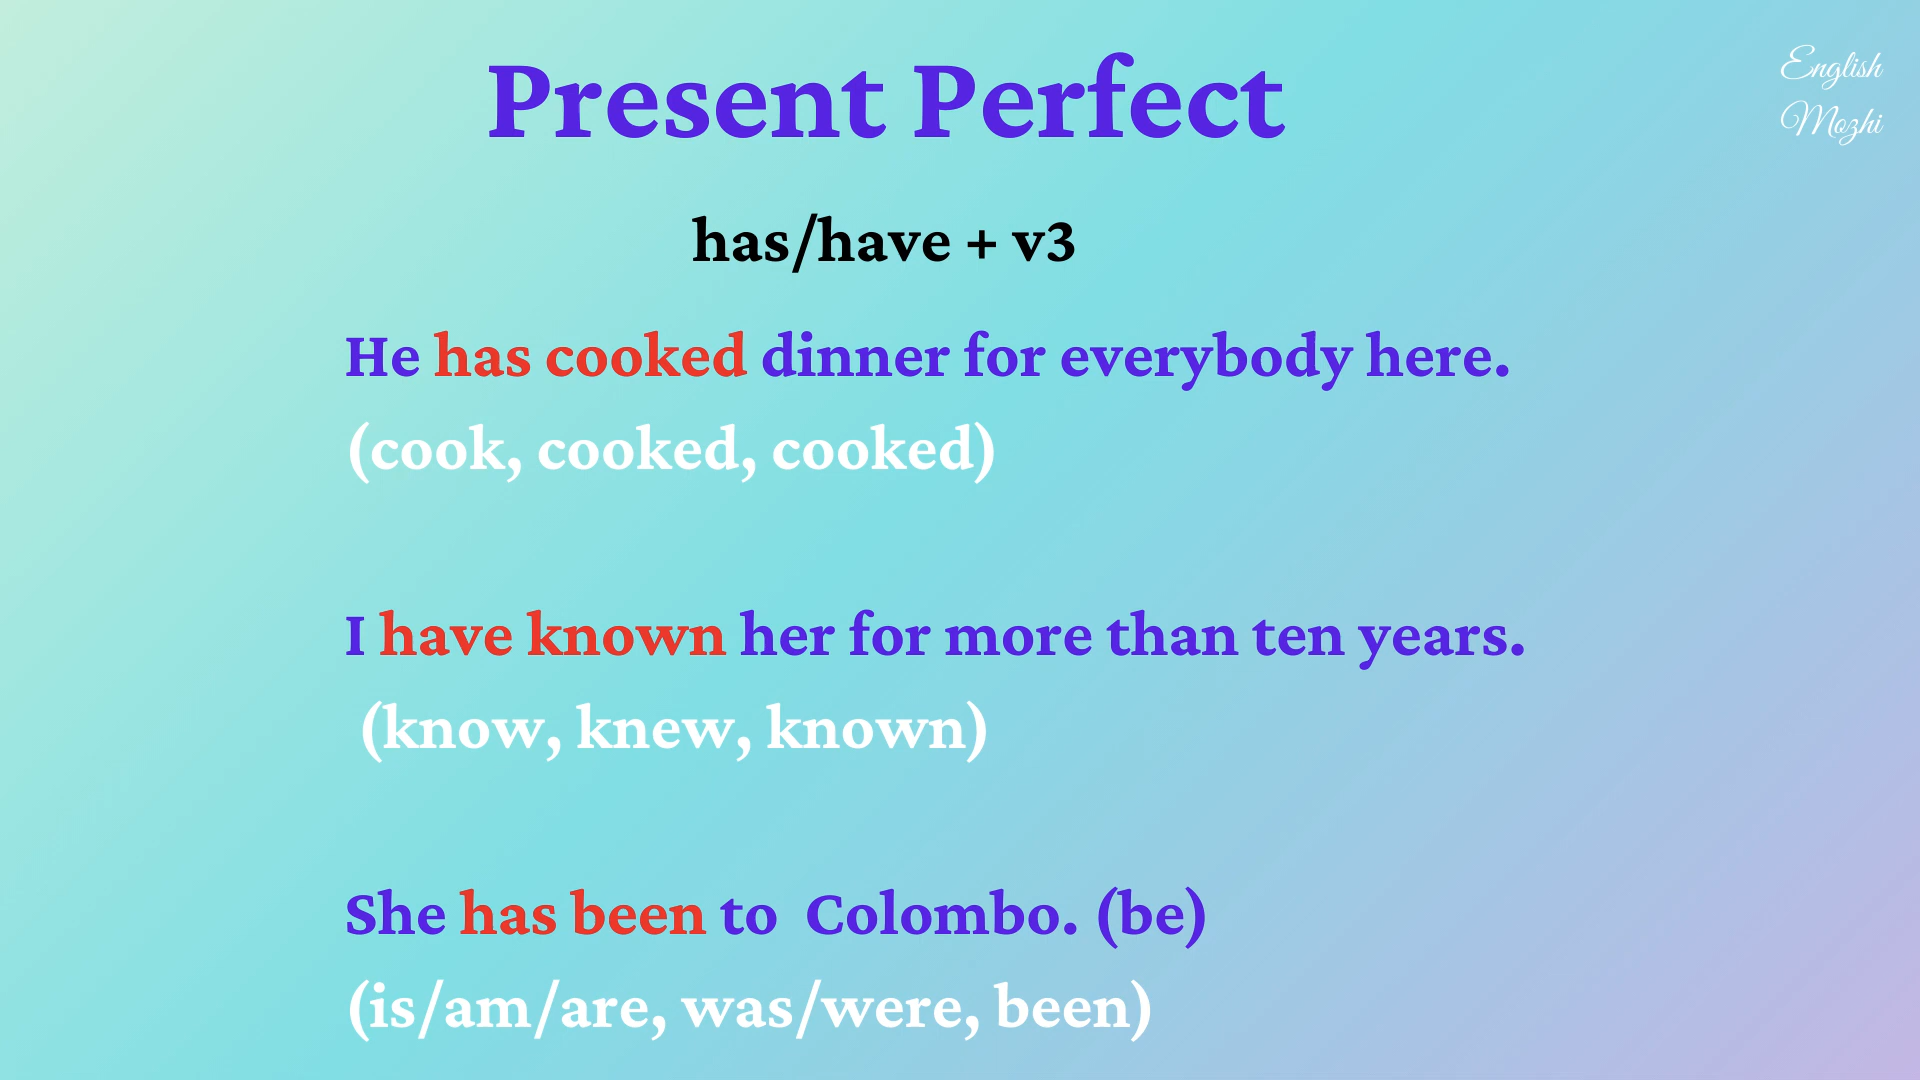 Present Perfect
English
Mozhi
has/have + v3
He has cooked dinner for everybody here.
(cook, cooked, cooked)
I have known her for more than ten years.
(know, knew, known)
She has been to  Colombo. (be)
(is/am/are, was/were, been)